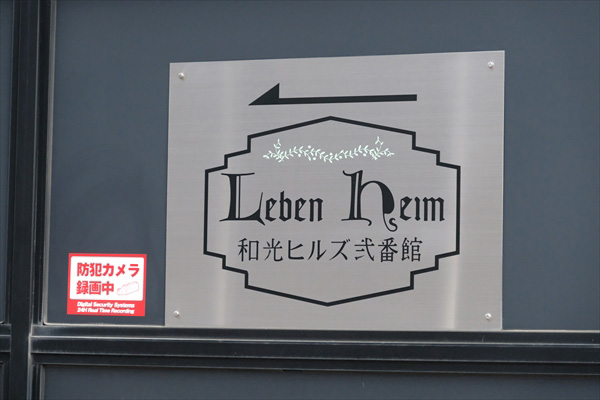 Leben Heim
和光ヒルズ弐番館
防犯カメラ
録画中
Digital Security Systems
24H Real Time Recording